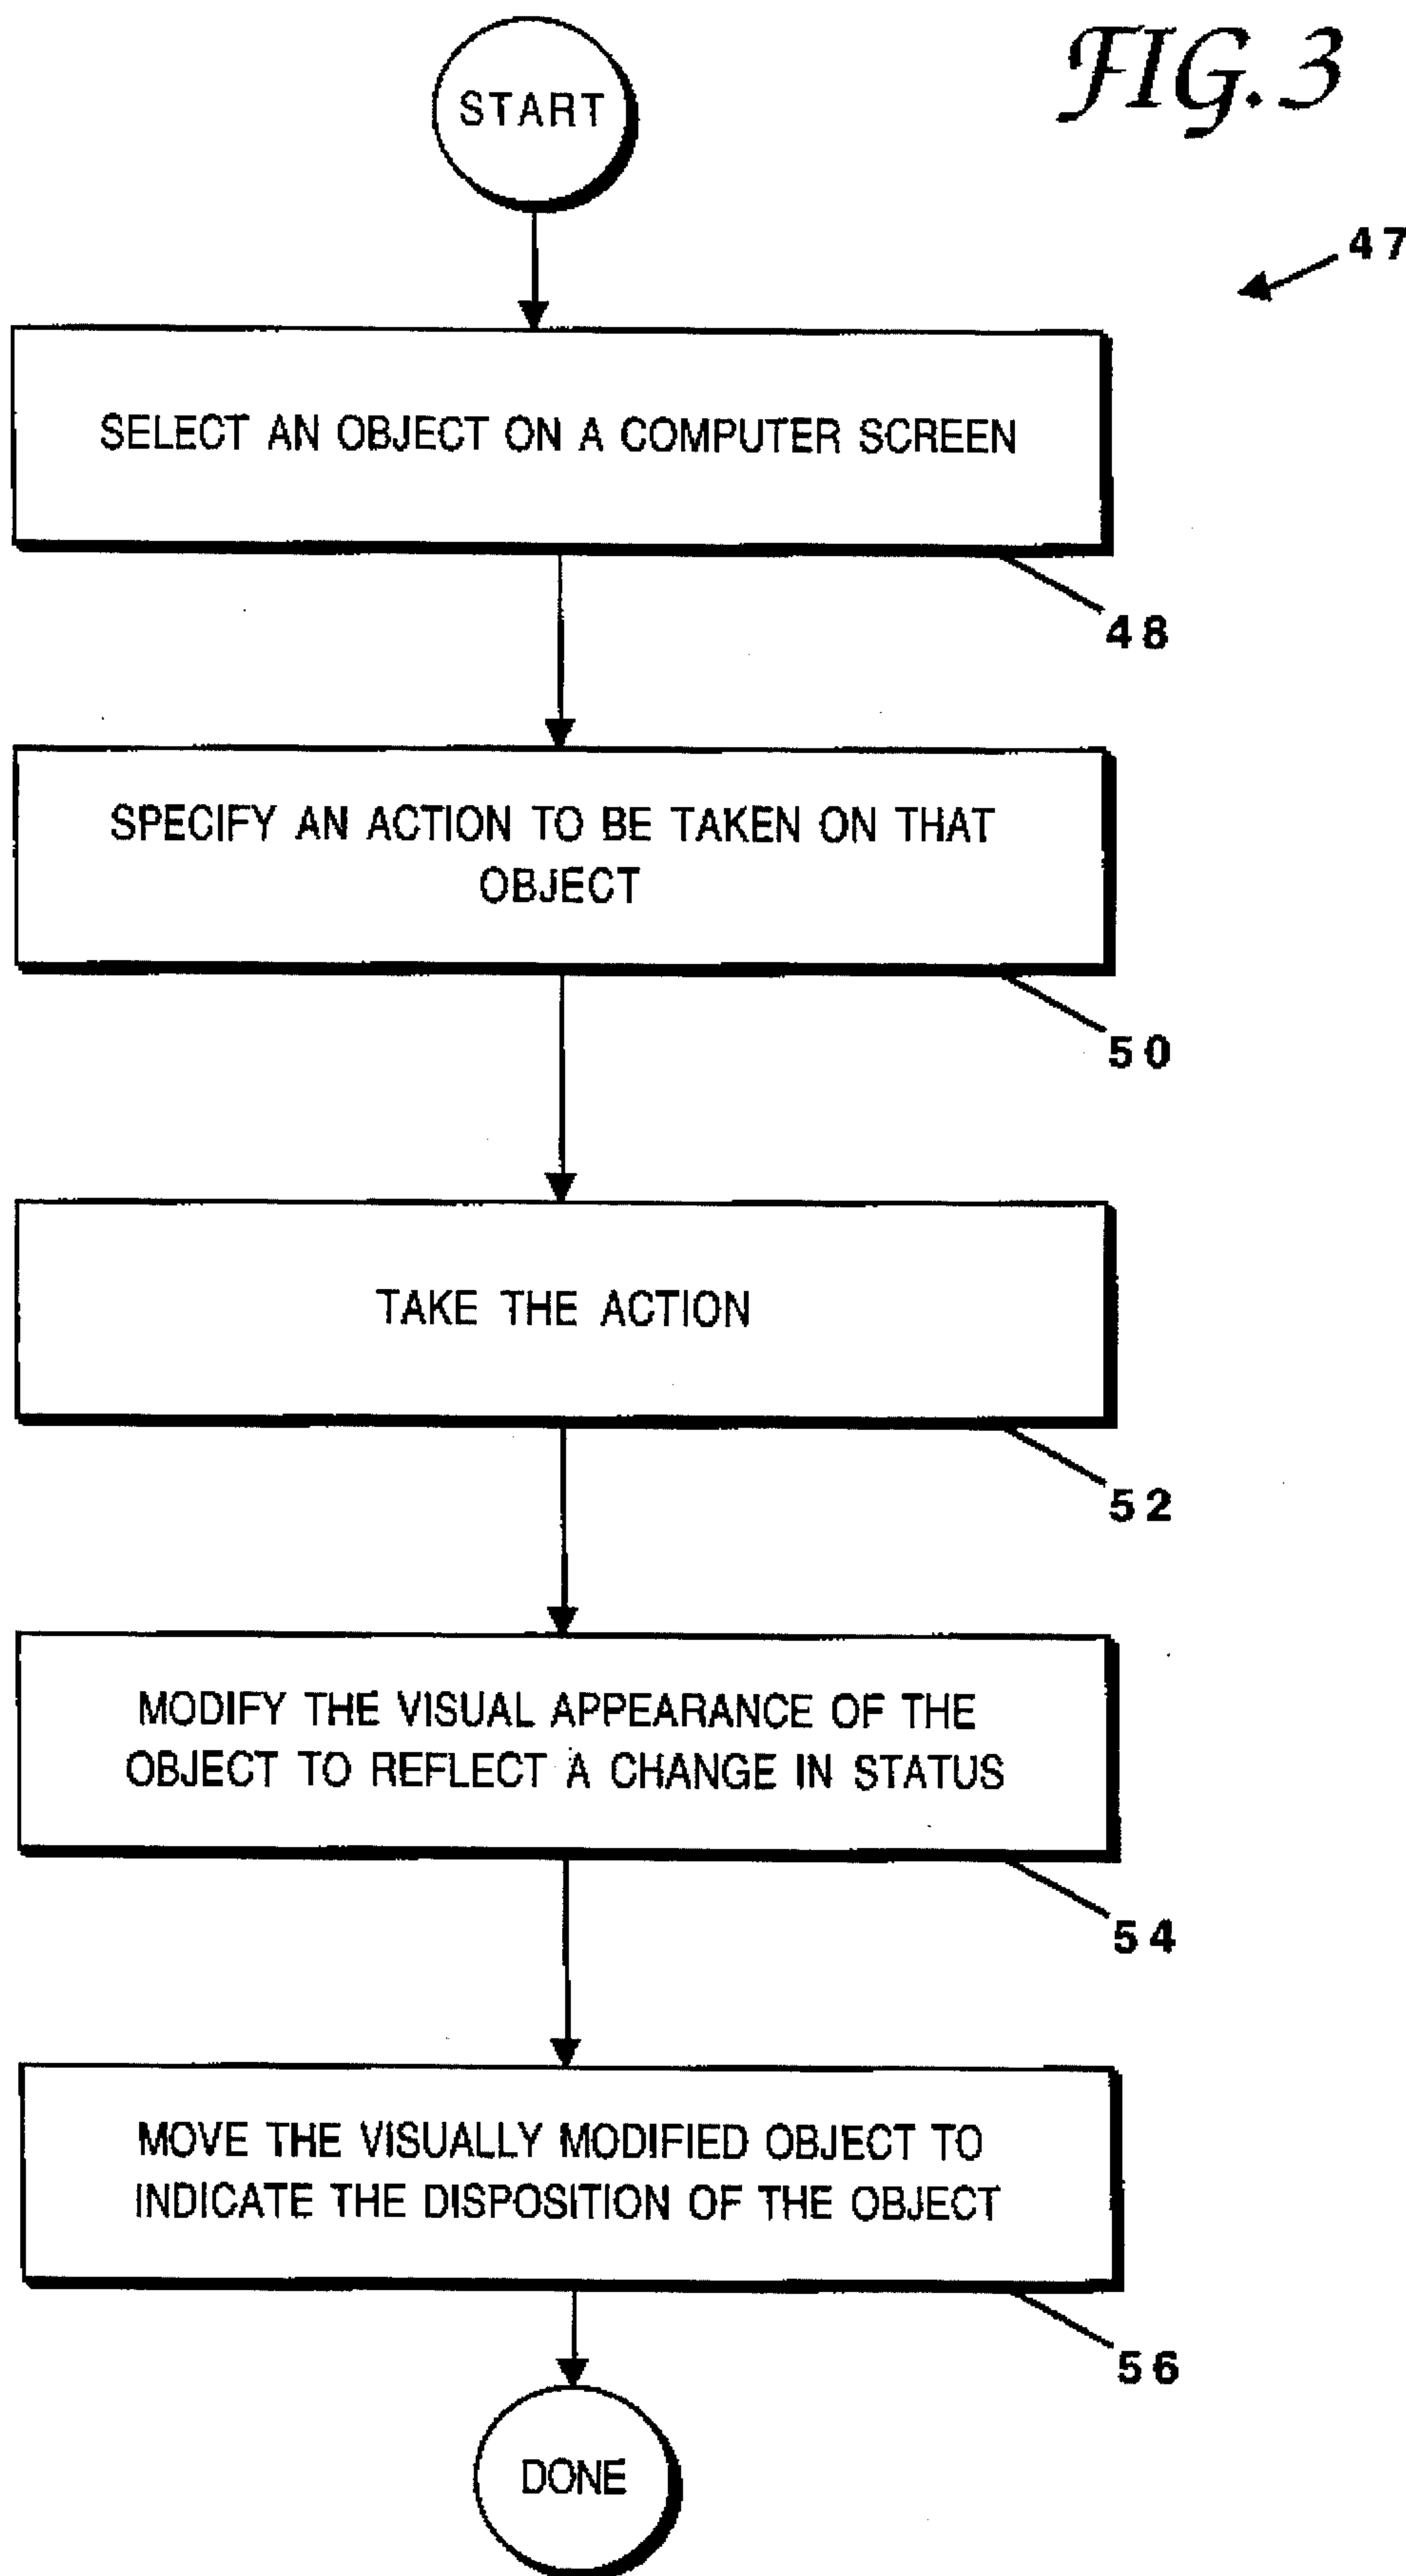 FIG. 3
START
47
SELECT AN OBJECT ON A COMPUTER SCREEN
48
SPECIFY AN ACTION TO BE TAKEN ON THAT
OBJECT
50
TAKE THE ACTION
52
MODIFY THE VISUAL APPEARANCE OF THE
OBJECT TO REFLECT A CHANGE IN STATUS
54
MOVE THE VISUALLY MODIFIED OBJECT TO
INDICATE THE DISPOSITION OF THE OBJECT
56
DONE